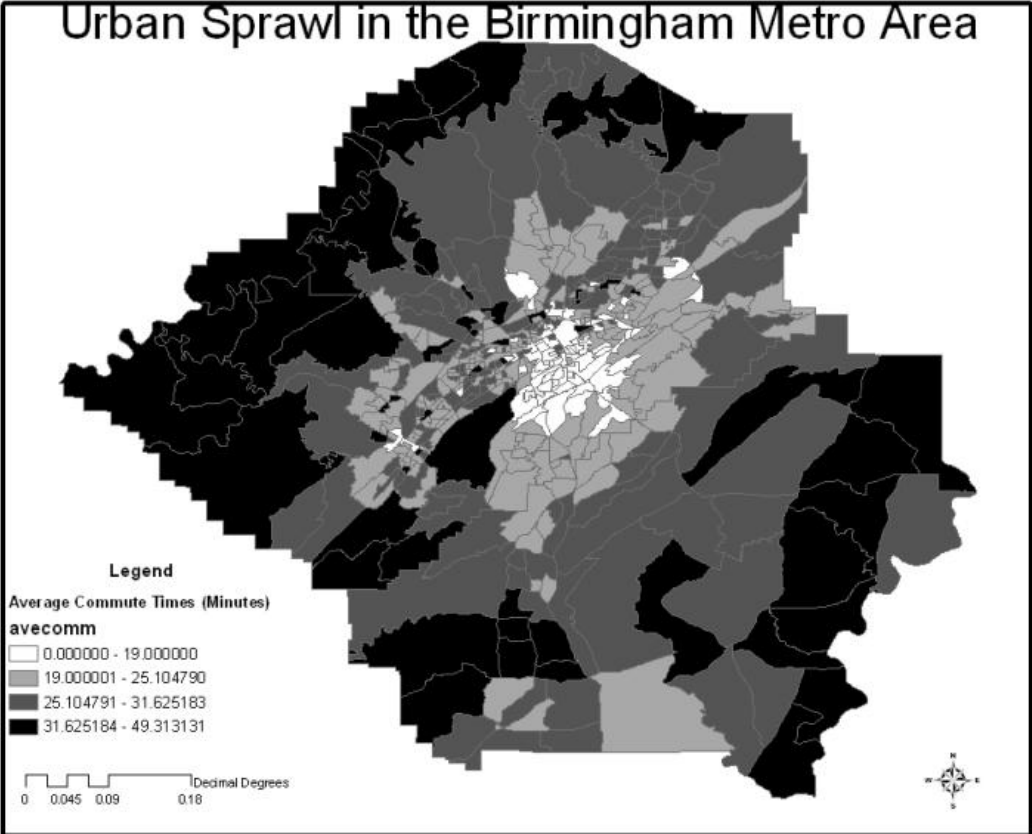 Urban Sprawl in the Birmingham Metro Area
Legend
Average Commute Times (Minutes)
avecomm
0.000000 - 19.000000
19.000001 - 25.104790
25.104791 - 31.625183
31.625184 - 49.313131
Decimal Degrees
0 0.045 0.09 0.18
N
W E
S